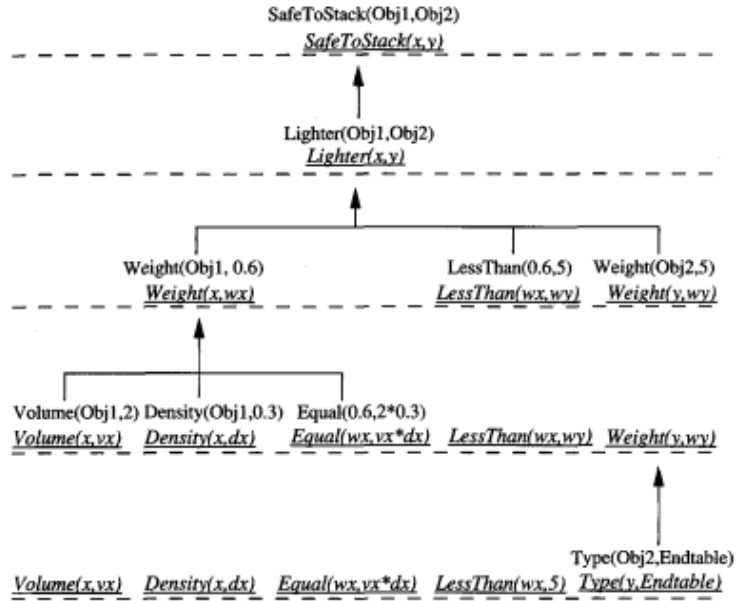 SafeToStack(Obj1,Obj2)
SafeToStack(x,y)
Lighter(Obj1,Obj2)
Lighter(x,y)
Weight(Obj1, 0.6) LessThan(0.6,5) Weight(Obj2,5)
Weight(x,wx) LessThan(wx,wy) Weight(y,wy)
Volume(Obj1,2) Density(Obj1,0.3) Equal(0.6,2*0.3)
Volume(x,vx) Density(x,dx) Equal(wx,vx*dx) LessThan(wx,wy) Weight(y,wy)
Type(Obj2,Endtable)
Volume(x,vx) Density(x,dx) Equal(wx,vx*dx) LessThan(wx,5) Type(y,Endtable)